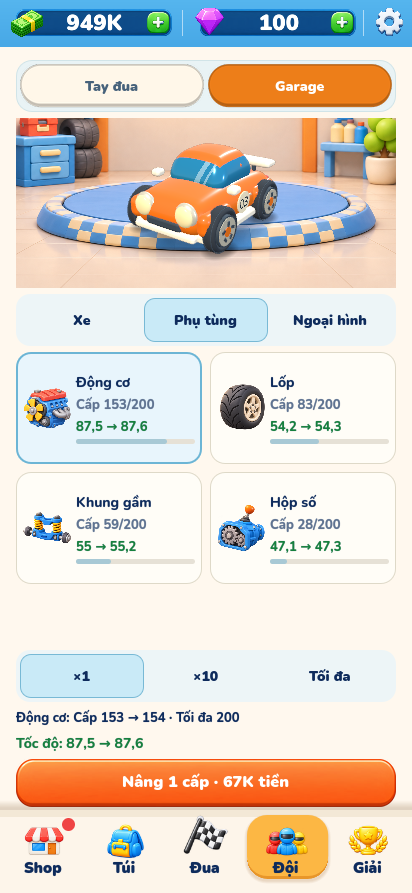 949K
100
Tay đua
Garage
03
Xe
Phụ tùng
Ngoại hình
Động cơ
Cấp 153/200
87,5 → 87,6
Lốp
Cấp 83/200
54,2 → 54,3
Khung gầm
Cấp 59/200
55 → 55,2
Hộp số
Cấp 28/200
47,1 → 47,3
×1
×10
Tối đa
Động cơ: Cấp 153 → 154 · Tối đa 200
Tốc độ: 87,5 → 87,6
Nâng 1 cấp · 67K tiền
Shop
Túi
Đua
Đội
Giải